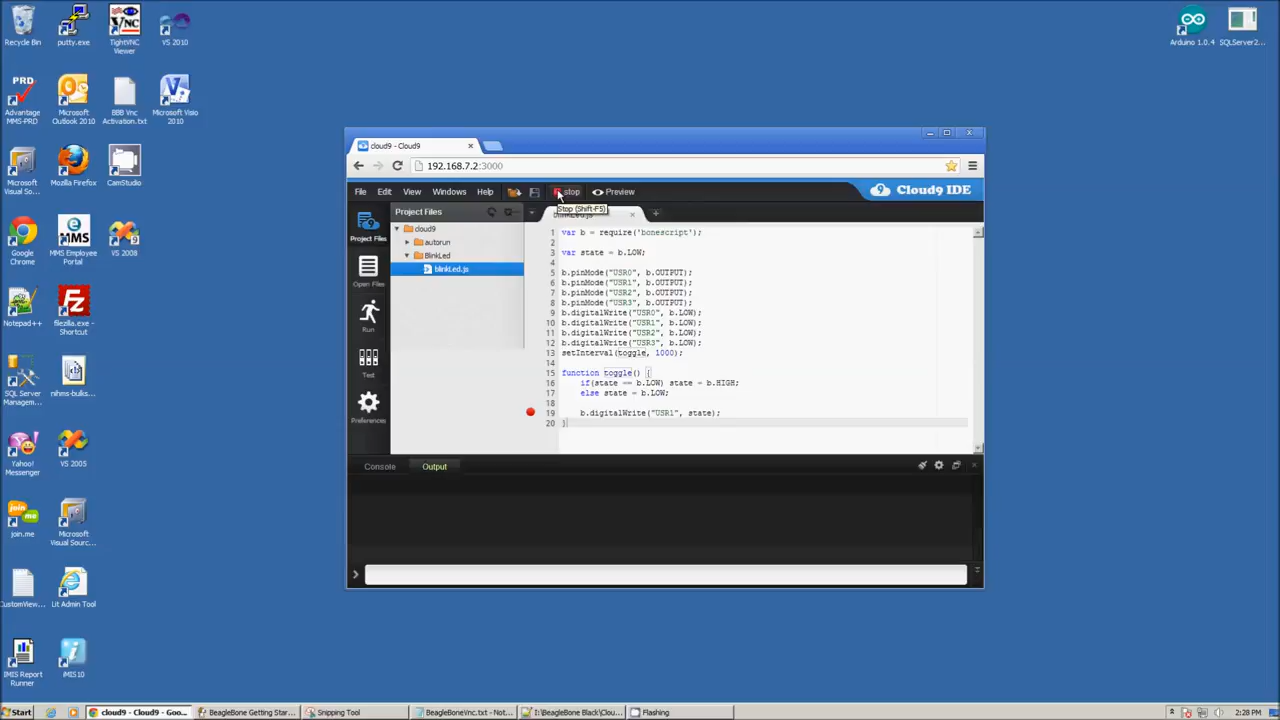 Recycle Bin
putty.exe
TightVNC
Viewer
VS 2010
Arduino 1.0.4
SQLServer2...
PRD
Advantage
MMS-PRD
Microsoft
Outlook 2010
BBB Vnc
Activation.txt
Microsoft Visio
2010
Microsoft
Visual So...
Mozilla Firefox
CamStudio
Google
Chrome
MMS Employee
Portal
VS 2008
Notepad++
filezilla.exe -
Shortcut
SQL Server
Managem...
nihms-bulks...
Yahoo!
Messenger
VS 2005
join.me
Microsoft
Visual Sourc...
CustomView...
Lit Admin Tool
IMIS Report
Runner
iMIS10
cloud9 - Cloud9
192.168.7.2:3000
File Edit View Windows Help stop Preview Cloud9 IDE
Stop (Shift-F5)
Project Files
cloud9
autorun
BlinkLed
blinkLed.js
Project Files
Open Files
Run
Test
Preferences
blinkLed.js
1 var b = require('bonescript');
2
3 var state = b.LOW;
4
5 b.pinMode("USR0", b.OUTPUT);
6 b.pinMode("USR1", b.OUTPUT);
7 b.pinMode("USR2", b.OUTPUT);
8 b.pinMode("USR3", b.OUTPUT);
9 b.digitalWrite("USR0", b.LOW);
10 b.digitalWrite("USR1", b.LOW);
11 b.digitalWrite("USR2", b.LOW);
12 b.digitalWrite("USR3", b.LOW);
13 setInterval(toggle, 1000);
14
15 function toggle() {
16 if(state == b.LOW) state = b.HIGH;
17 else state = b.LOW;
18
19 b.digitalWrite("USR1", state);
20 }
Console Output
Start
cloud9 - Cloud9 - Goo...
BeagleBone Getting Star...
Snipping Tool
BeagleBoneVnc.txt - Not...
I:\BeagleBone Black\Clou...
Flashing
2:28 PM